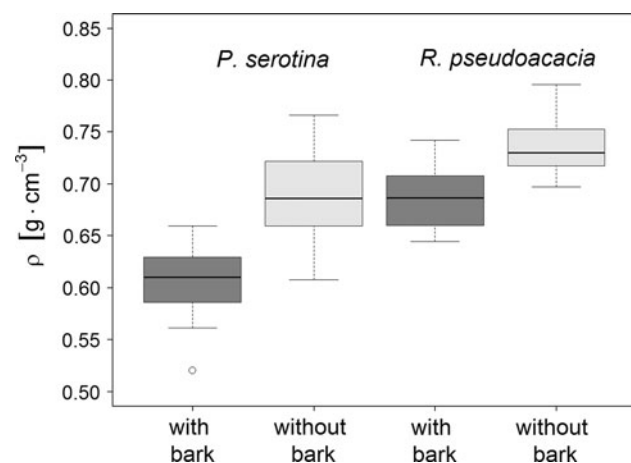 0.85
P. serotina R. pseudoacacia
0.80
0.75
0.70
0.65
0.60
0.55
0.50
ρ [g · cm⁻³]
with bark without bark with bark without bark